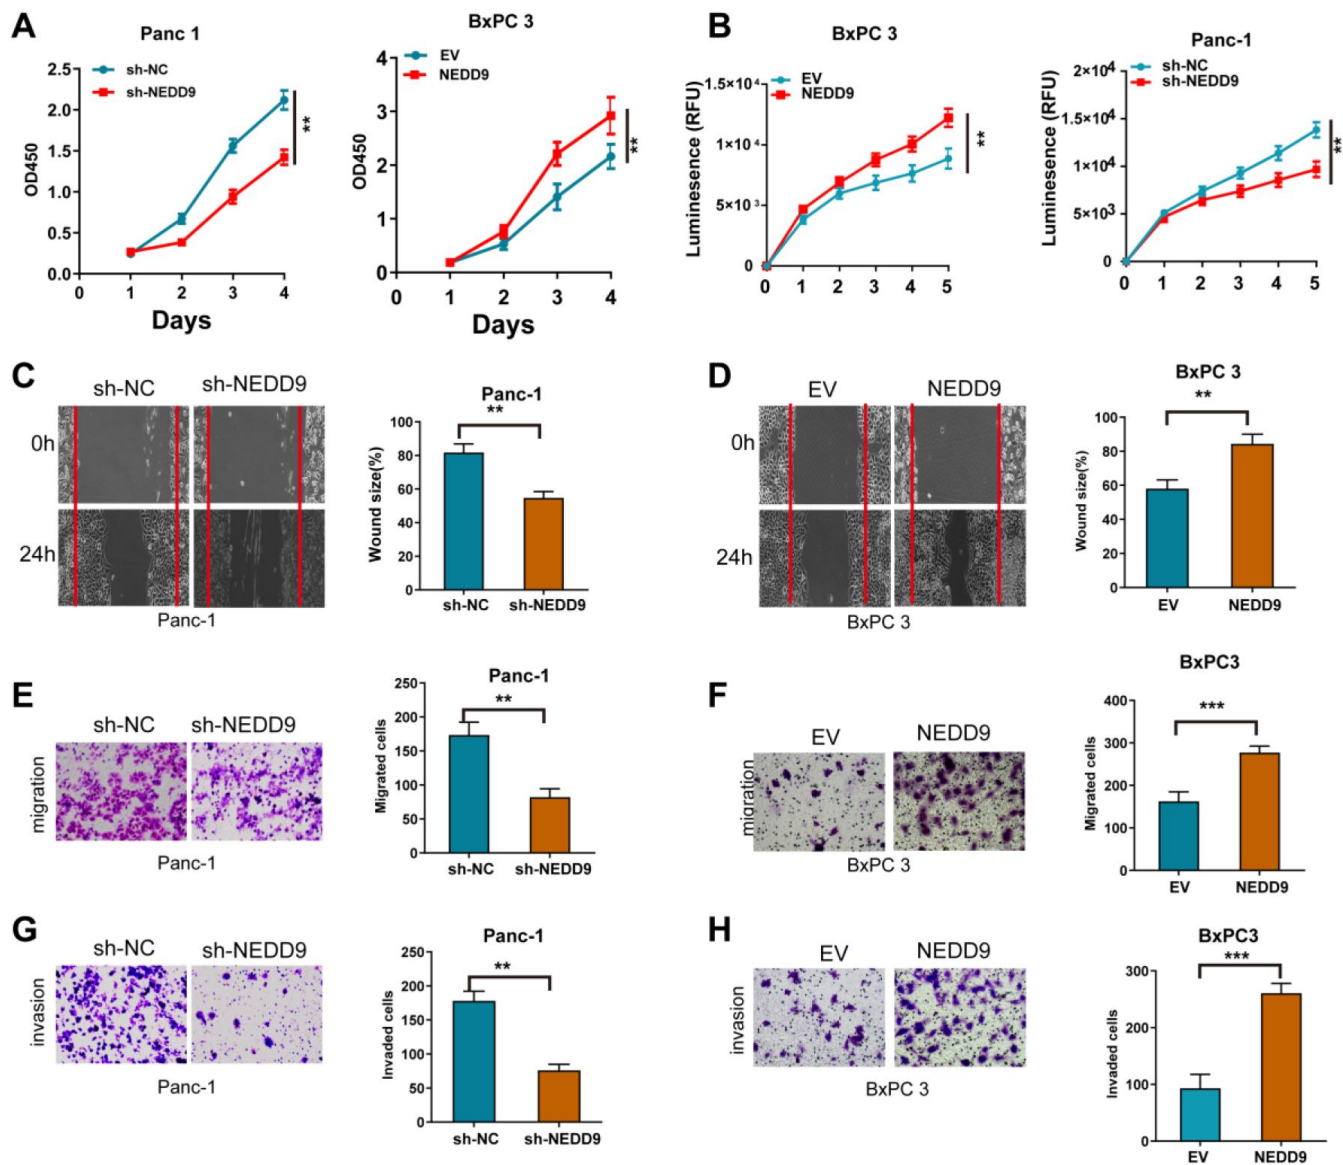 A
Panc 1
sh-NC
sh-NEDD9
OD450
2.5
2.0
1.5
1.0
0.5
0.0
0 1 2 3 4
Days
**
BxPC 3
EV
NEDD9
OD450
4
3
2
1
0
0 1 2 3 4
Days
**
B
BxPC 3
EV
NEDD9
Luminesence (RFU)
1.5×10⁴
1×10⁴
5×10³
0
0 1 2 3 4 5
**
Panc-1
sh-NC
sh-NEDD9
Luminesence (RFU)
2×10⁴
1.5×10⁴
1×10⁴
5×10³
0
0 1 2 3 4 5
**
C
sh-NC sh-NEDD9
0h
24h
Panc-1
Panc-1
**
Wound size(%)
100
80
60
40
20
0
sh-NC sh-NEDD9
D
EV NEDD9
0h
24h
BxPC 3
BxPC 3
**
Wound size(%)
100
80
60
40
20
0
EV NEDD9
E
sh-NC sh-NEDD9
migration
Panc-1
Panc-1
**
Migrated cells
250
200
150
100
50
0
sh-NC sh-NEDD9
F
EV NEDD9
migration
BxPC 3
BxPC3
***
Migrated cells
400
300
200
100
0
EV NEDD9
G
sh-NC sh-NEDD9
invasion
Panc-1
Panc-1
**
Invaded cells
250
200
150
100
50
0
sh-NC sh-NEDD9
H
EV NEDD9
invasion
BxPC 3
BxPC3
***
Invaded cells
300
200
100
0
EV NEDD9